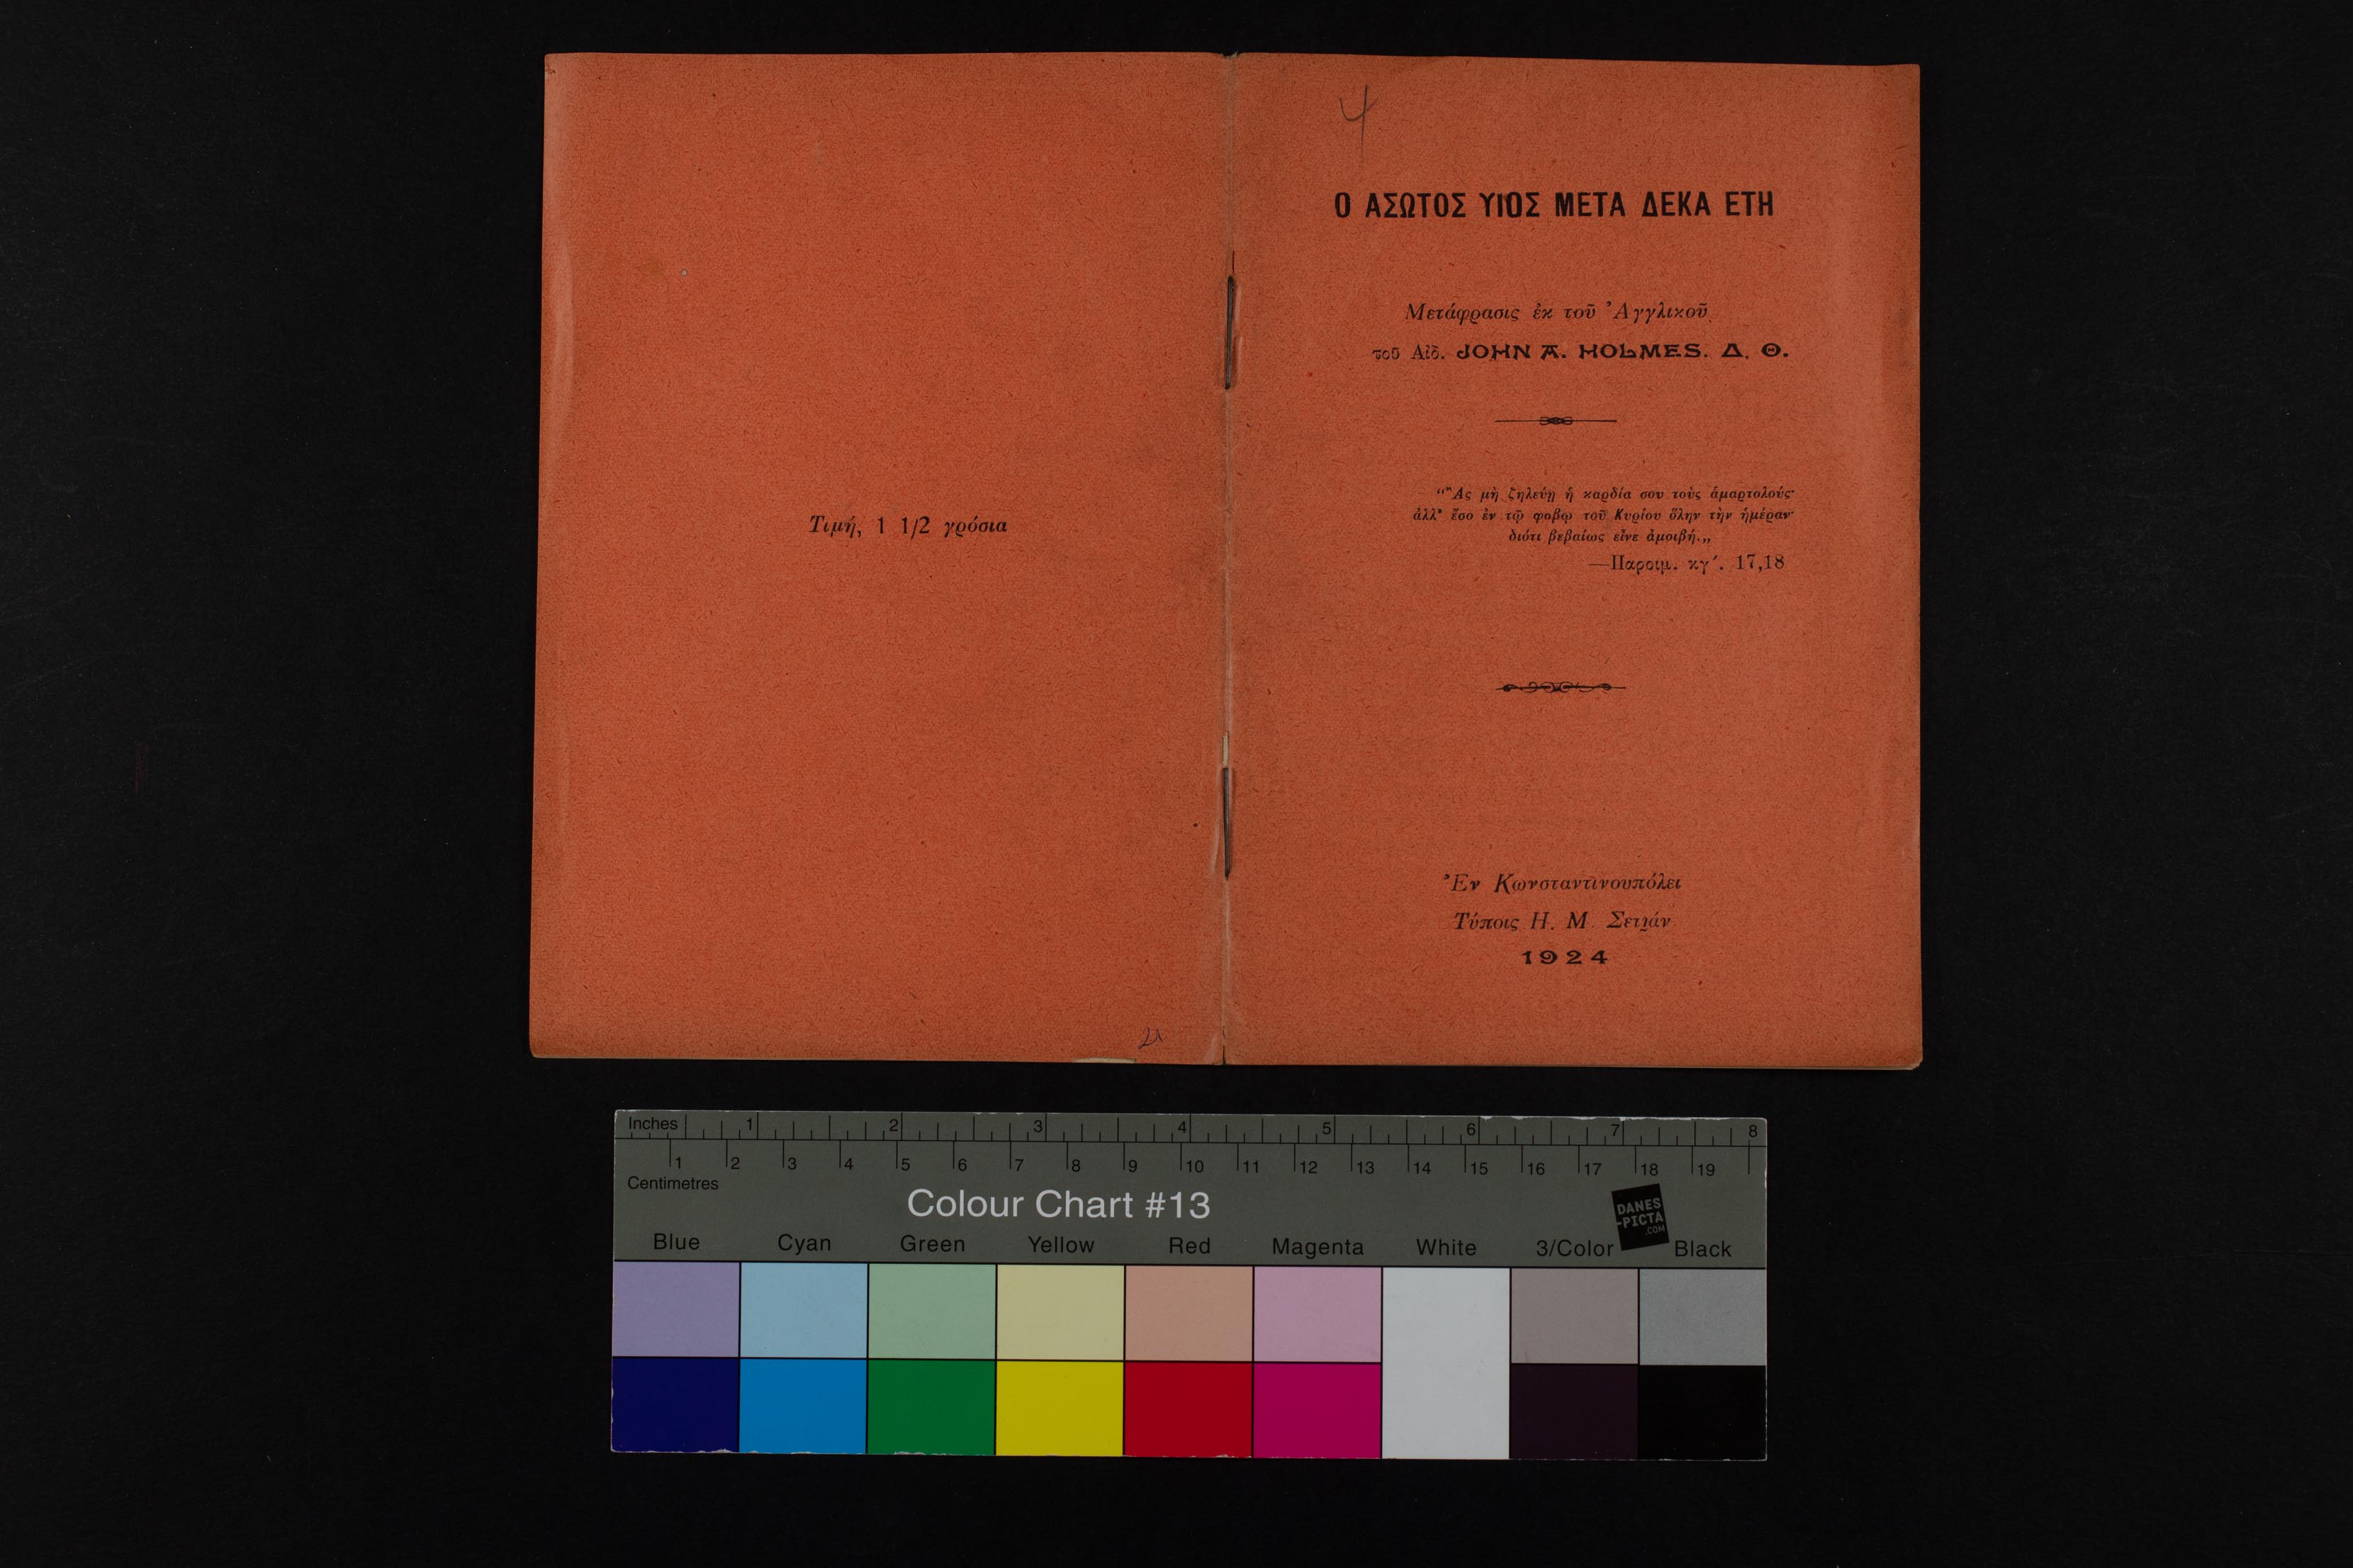 Τιμή, 1 1/2 γρόσια
4
Ο ΑΣΩΤΟΣ ΥΙΟΣ ΜΕΤΑ ΔΕΚΑ ΕΤΗ
Μετάφρασις ἐκ τοῦ Ἀγγλικοῦ
τοῦ Αἰδ. JOHN A. HOLMES. Δ. Θ.
“Ἂς μὴ ζηλεύῃ ἡ καρδία σου τοὺς ἁμαρτολούς·
ἀλλ' ἔσο ἐν τῷ φοβῳ τοῦ Κυρίου ὅλην τὴν ἡμέραν·
διότι βεβαίως εἶνε ἀμοιβή.„
—Παροιμ. κγ΄. 17,18
Ἐν Κωνσταντινουπόλει
Τύποις Η. Μ. 
1924
Inches 1 2 3 4 5 6 7 8
1 2 3 4 5 6 7 8 9 10 11 12 13 14 15 16 17 18 19
Centimetres
Colour Chart #13
DANES
-PICTA
.COM
Blue Cyan Green Yellow Red Magenta White 3/Color Black